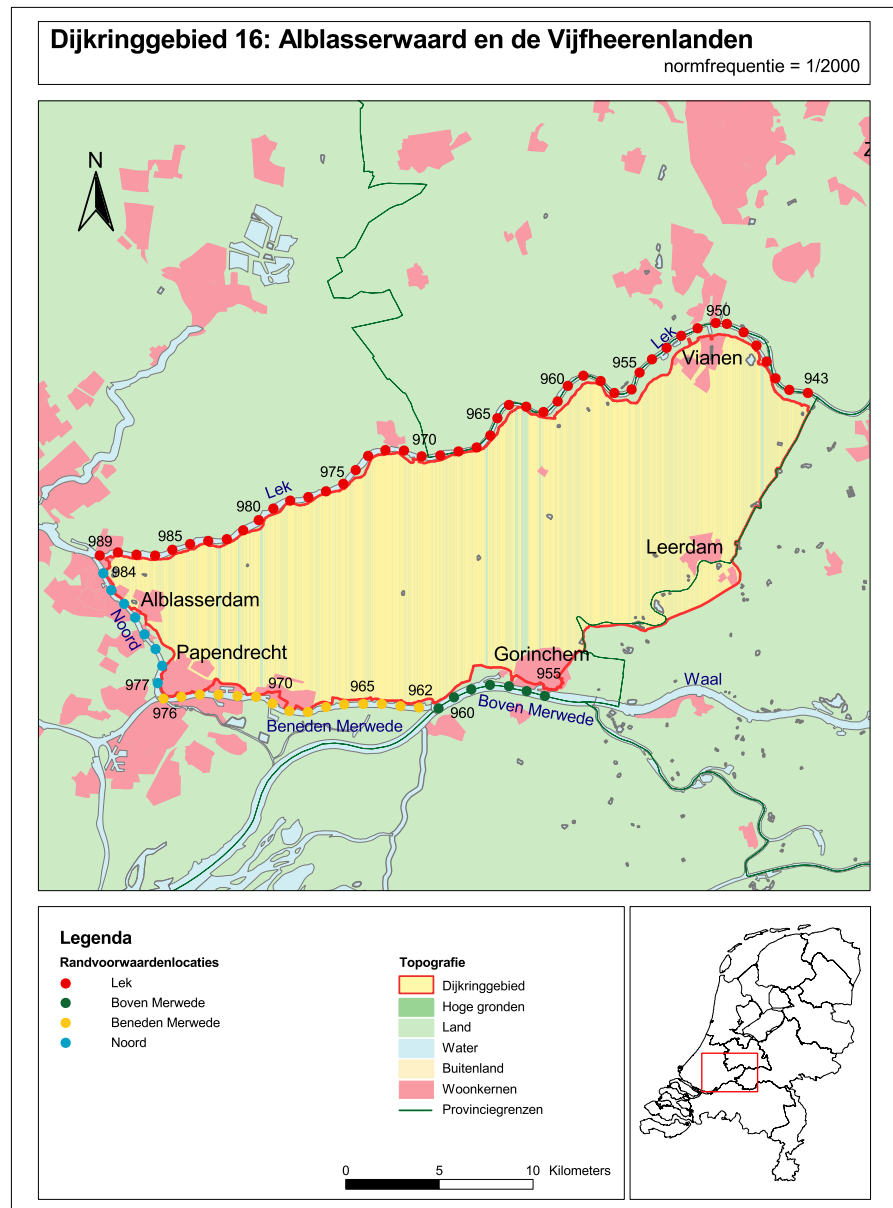 Dijkringgebied 16: Alblasserwaard en de Vijfheerenlanden
normfrequentie = 1/2000
N
Z
950
Lek
Vianen
955
943
960
965
970
975
Lek
980
985
989
984
Leerdam
Alblasserdam
Noord
Papendrecht
Gorinchem
977
970
965
962
955
Waal
976
960
Boven Merwede
Beneden Merwede
Legenda
Randvoorwaardenlocaties
Lek
Boven Merwede
Beneden Merwede
Noord
Topografie
Dijkringgebied
Hoge gronden
Land
Water
Buitenland
Woonkernen
Provinciegrenzen
0 5 10 Kilometers